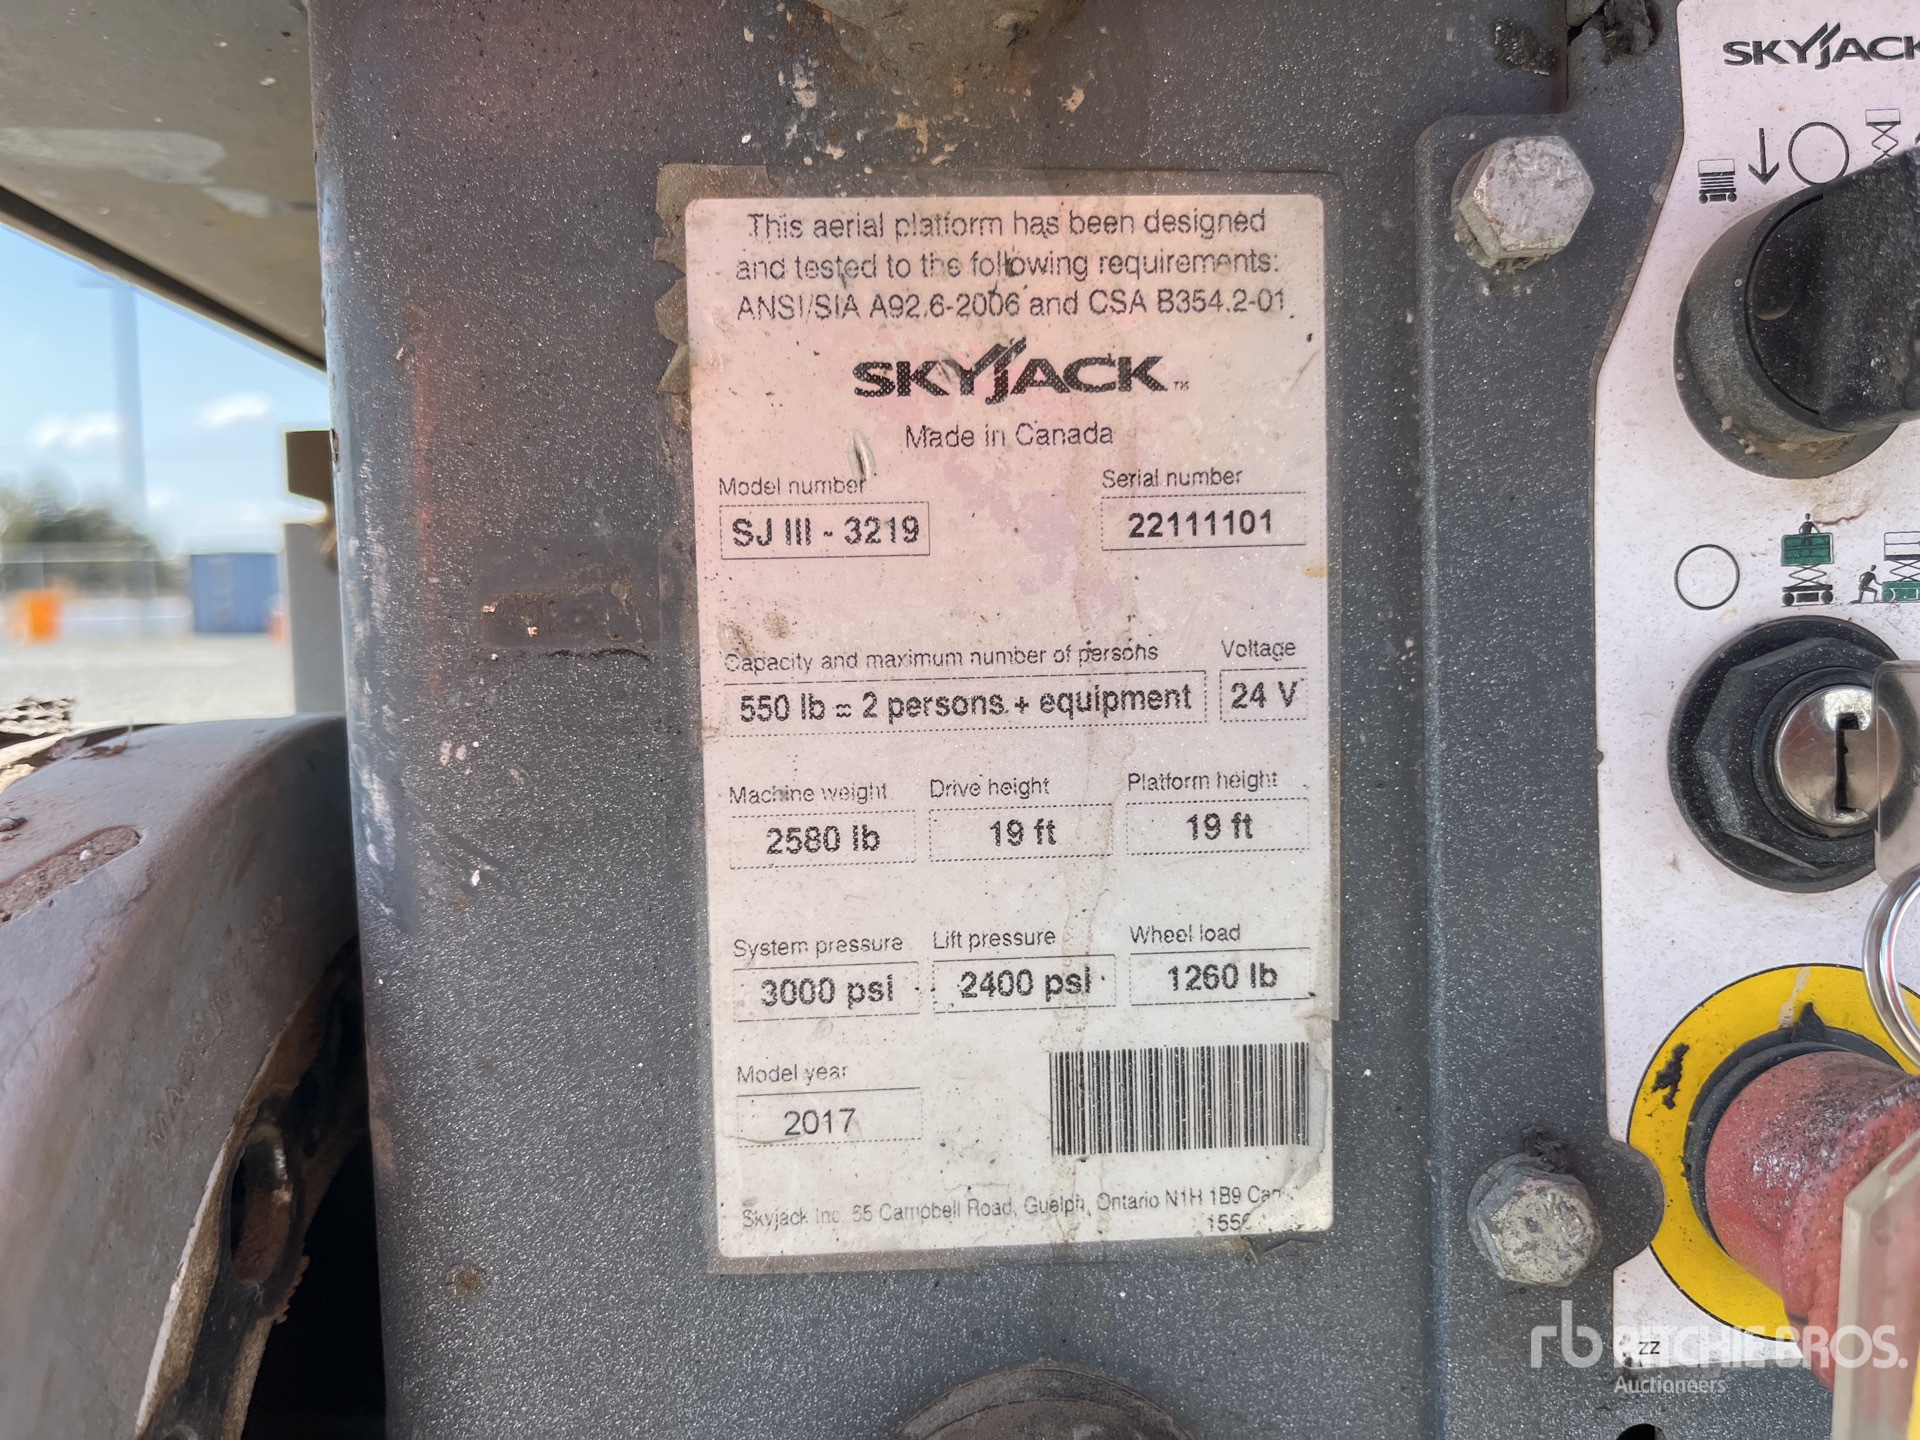 This aerial platform has been designed
and tested to the following requirements:
ANSI/SIA A92.6-2006 and CSA B354.2-01.
SKYJACK™
Made in Canada
Model number
Serial number
SJ III - 3219
22111101
Capacity and maximum number of persons
Voltage
550 lb = 2 persons + equipment
24 V
Machine weight
Drive height
Platform height
2580 lb
19 ft
19 ft
System pressure
Lift pressure
Wheel load
3000 psi
2400 psi
1260 lb
Model year
2017
Skyjack Inc. 55 Campbell Road, Guelph, Ontario N1H 1B9
SKYJACK
ZZ
rb RITCHIE BROS.
Auctioneers